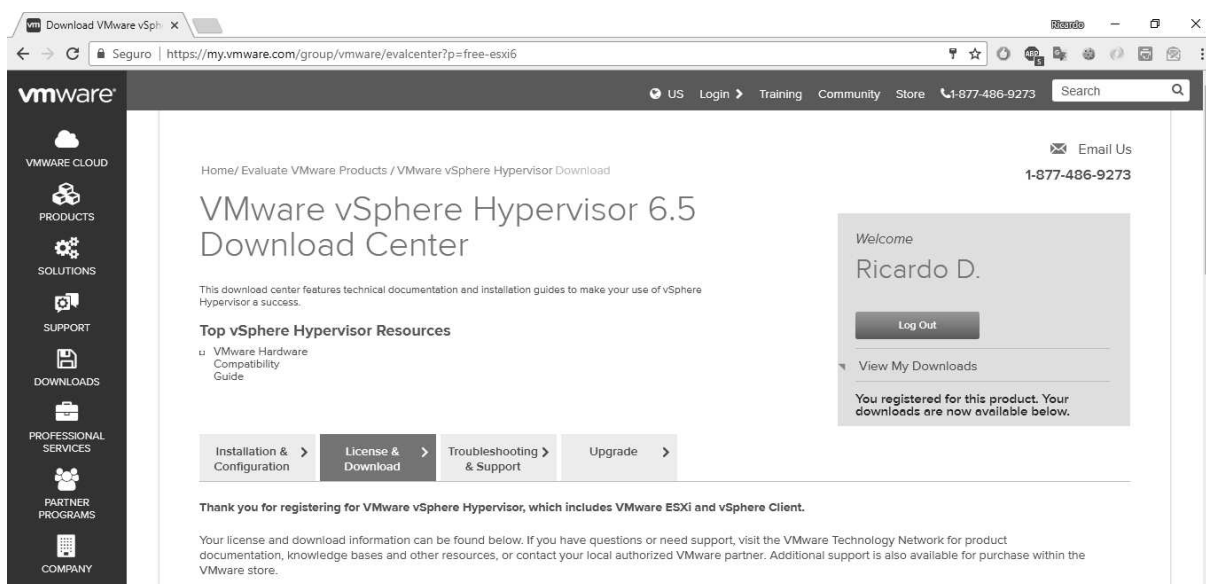 vm Download VMware vSph
Ricardo
Seguro | https://my.vmware.com/group/vmware/evalcenter?p=free-esxi6
ABP
5
vmware
US Login Training Community Store 1-877-486-9273 Search
VMWARE CLOUD
PRODUCTS
SOLUTIONS
SUPPORT
DOWNLOADS
PROFESSIONAL
SERVICES
PARTNER
PROGRAMS
COMPANY
Email Us
1-877-486-9273
Home/ Evaluate VMware Products / VMware vSphere Hypervisor Download
VMware vSphere Hypervisor 6.5
Download Center
This download center features technical documentation and installation guides to make your use of vSphere
Hypervisor a success.
Top vSphere Hypervisor Resources
VMware Hardware
Compatibility
Guide
Welcome
Ricardo D.
Log Out
View My Downloads
You registered for this product. Your
downloads are now available below.
Installation &
Configuration
License &
Download
Troubleshooting
& Support
Upgrade
Thank you for registering for VMware vSphere Hypervisor, which includes VMware ESXi and vSphere Client.
Your license and download information can be found below. If you have questions or need support, visit the VMware Technology Network for product
documentation, knowledge bases and other resources, or contact your local authorized VMware partner. Additional support is also available for purchase within the
VMware store.